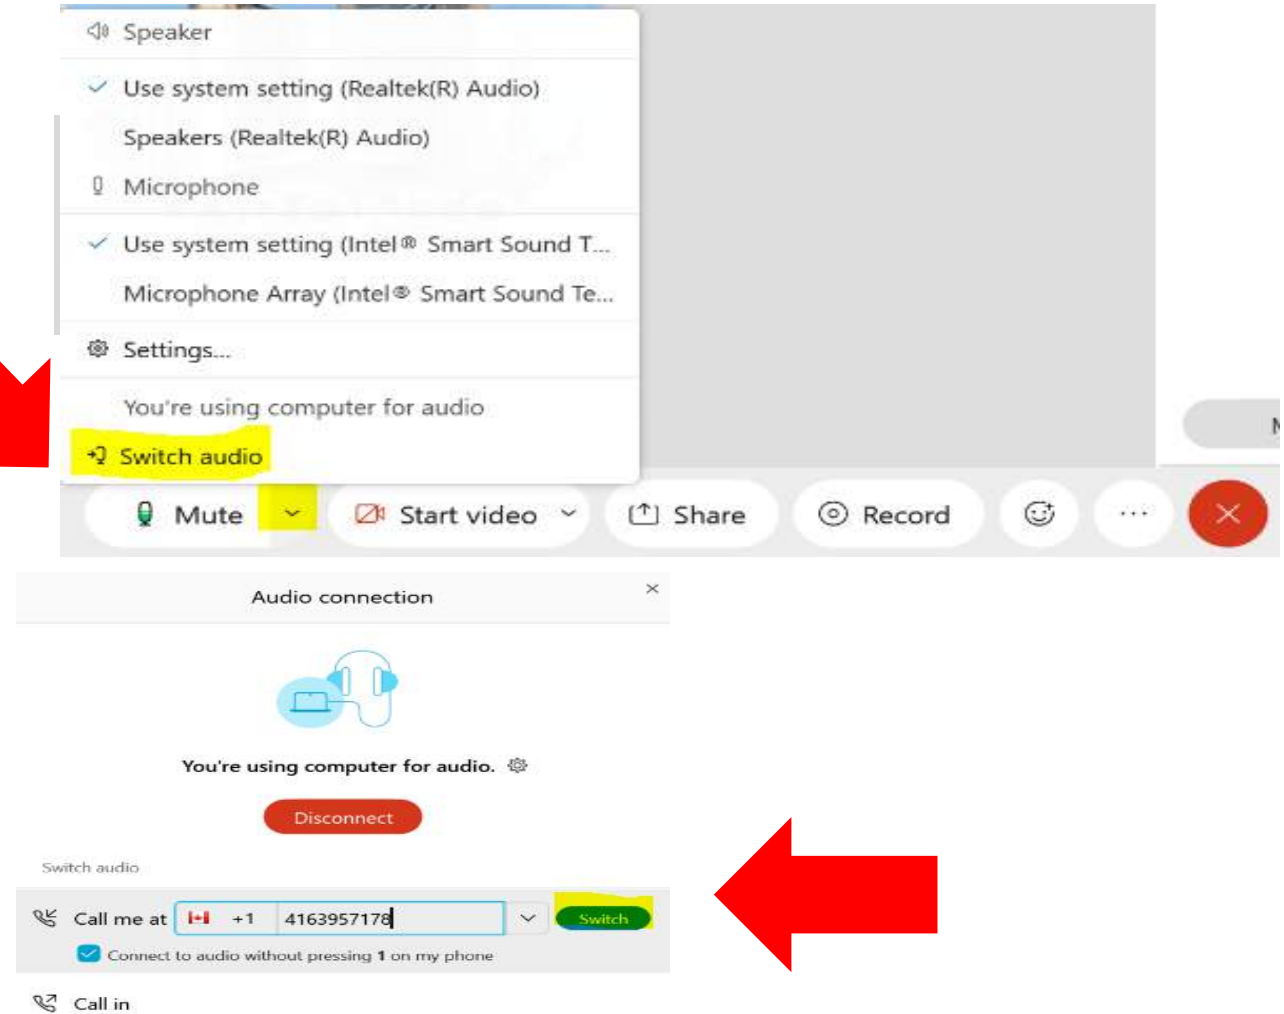 Speaker
Use system setting (Realtek(R) Audio)
Speakers (Realtek(R) Audio)
Microphone
Use system setting (Intel® Smart Sound T...
Microphone Array (Intel® Smart Sound Te...
Settings...
You're using computer for audio
Switch audio
Mute Start video Share Record ...
Audio connection
You're using computer for audio.
Disconnect
Switch audio
Call me at +1 4163957178 Switch
Connect to audio without pressing 1 on my phone
Call in